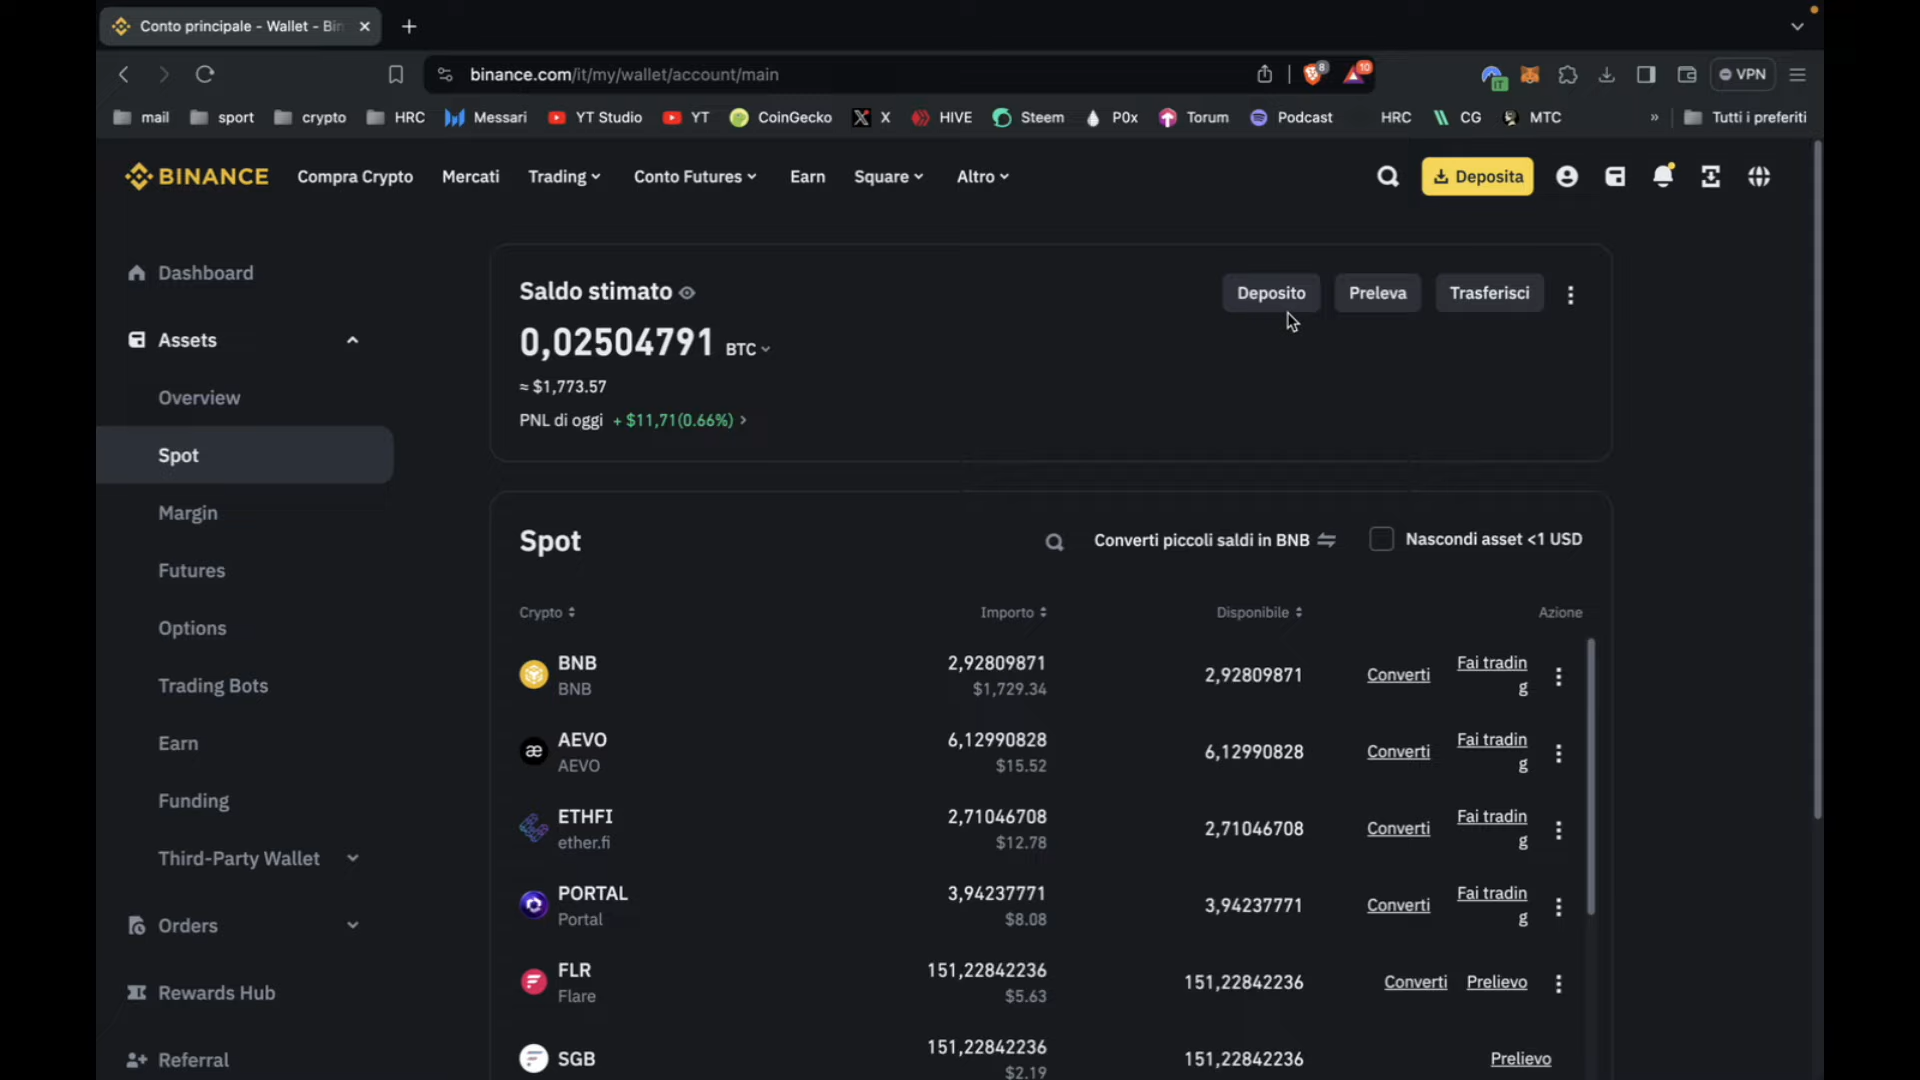 Conto principale - Wallet - Bin
binance.com/it/my/wallet/account/main
8
10
IT
VPN
mail
sport
crypto
HRC
Messari
YT Studio
YT
CoinGecko
X
HIVE
Steem
P0x
Torum
Podcast
HRC
CG
MTC
»
Tutti i preferiti
BINANCE
Compra Crypto
Mercati
Trading
Conto Futures
Earn
Square
Altro
Deposita
Dashboard
Assets
Overview
Spot
Margin
Futures
Options
Trading Bots
Earn
Funding
Third-Party Wallet
Orders
Rewards Hub
Referral
Saldo stimato
Deposito
Preleva
Trasferisci
0,02504791 BTC
≈ $1,773.57
PNL di oggi + $11,71(0.66%) >
Spot
Converti piccoli saldi in BNB
Nascondi asset <1 USD
Crypto
Importo
Disponibile
Azione
BNB
BNB
2,92809871
$1,729.34
2,92809871
Converti
Fai tradin
g
AEVO
AEVO
6,12990828
$15.52
6,12990828
Converti
Fai tradin
g
ETHFI
ether.fi
2,71046708
$12.78
2,71046708
Converti
Fai tradin
g
PORTAL
Portal
3,94237771
$8.08
3,94237771
Converti
Fai tradin
g
FLR
Flare
151,22842236
$5.63
151,22842236
Converti
Prelievo
SGB
151,22842236
$2.19
151,22842236
Prelievo